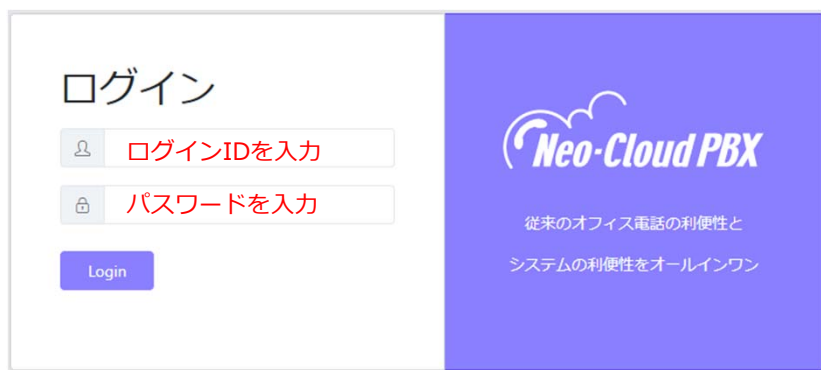 ログイン
ログインIDを入力
パスワードを入力
Login
Neo-Cloud PBX
従来のオフィス電話の利便性と
システムの利便性をオールインワン